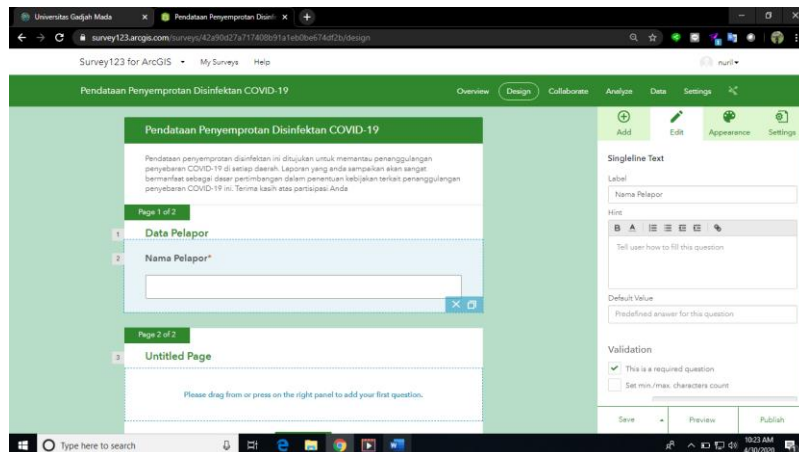 Universitas Gadjah Mada
Pendataan Penyemprotan Disinf
survey123.arcgis.com/surveys/42a90d27a717408b91a1eb0be674df2b/design
Survey123 for ArcGIS My Surveys Help nuril
Pendataan Penyemprotan Disinfektan COVID-19 Overview Design Collaborate Analyze Data Settings
Add Edit Appearance Settings
Pendataan Penyemprotan Disinfektan COVID-19
Pendataan penyemprotan disinfektan ini ditujukan untuk memantau penanggulangan
penyebaran COVID-19 di setiap daerah. Laporan yang anda sampaikan akan sangat
bermanfaat sebagai dasar pertimbangan dalam penentuan kebijakan terkait penanggulangan
penyebaran COVID-19 ini. Terima kasih atas partisipasi Anda
Page 1 of 2
1 Data Pelapor
2 Nama Pelapor*
Page 2 of 2
3 Untitled Page
Please drag from or press on the right panel to add your first question.
Singleline Text
Label
Nama Pelapor
Hint
B A
Tell user how to fill this question
Default Value
Predefined answer for this question
Validation
This is a required question
Set min./max. characters count
Save Preview Publish
Type here to search
10:23 AM
4/30/2020